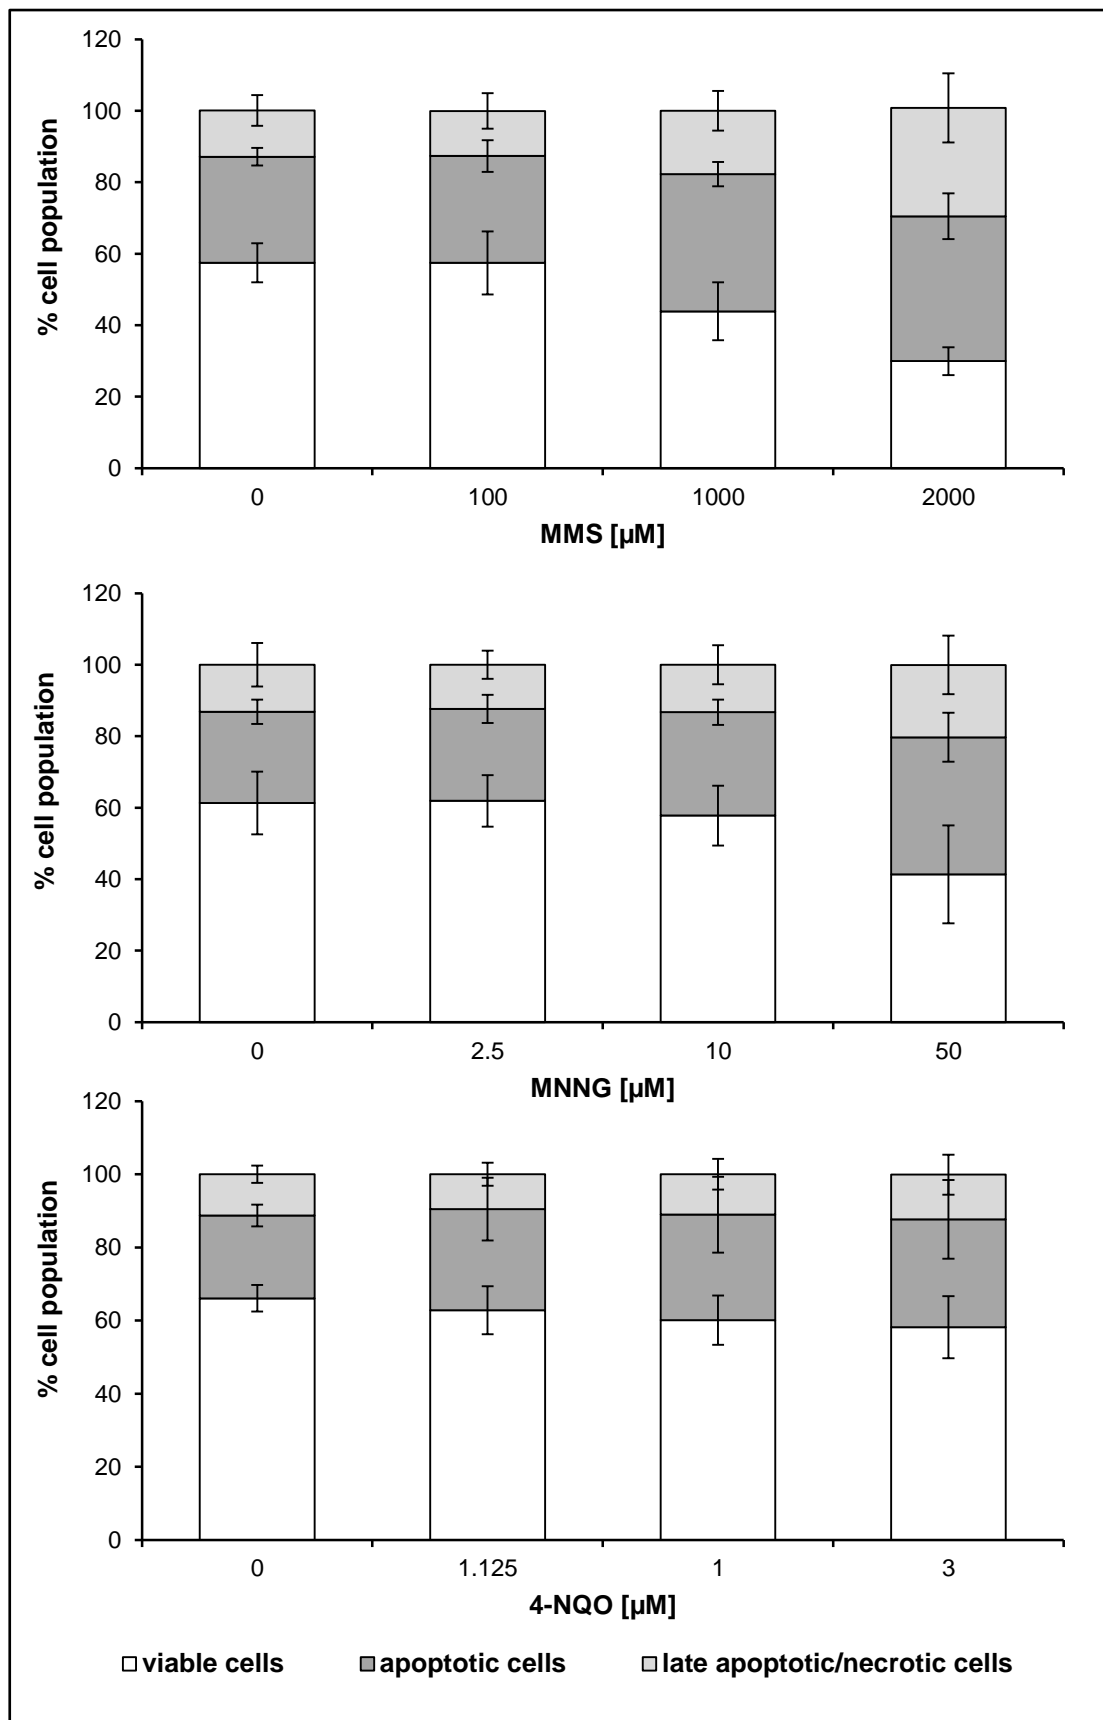 120
100
80
60
40
20
0
% cell population
0 100 1000 2000
MMS [µM]
120
100
80
60
40
20
0
% cell population
0 2.5 10 50
MNNG [µM]
120
100
80
60
40
20
0
% cell population
0 1.125 1 3
4-NQO [µM]
viable cells apoptotic cells late apoptotic/necrotic cells